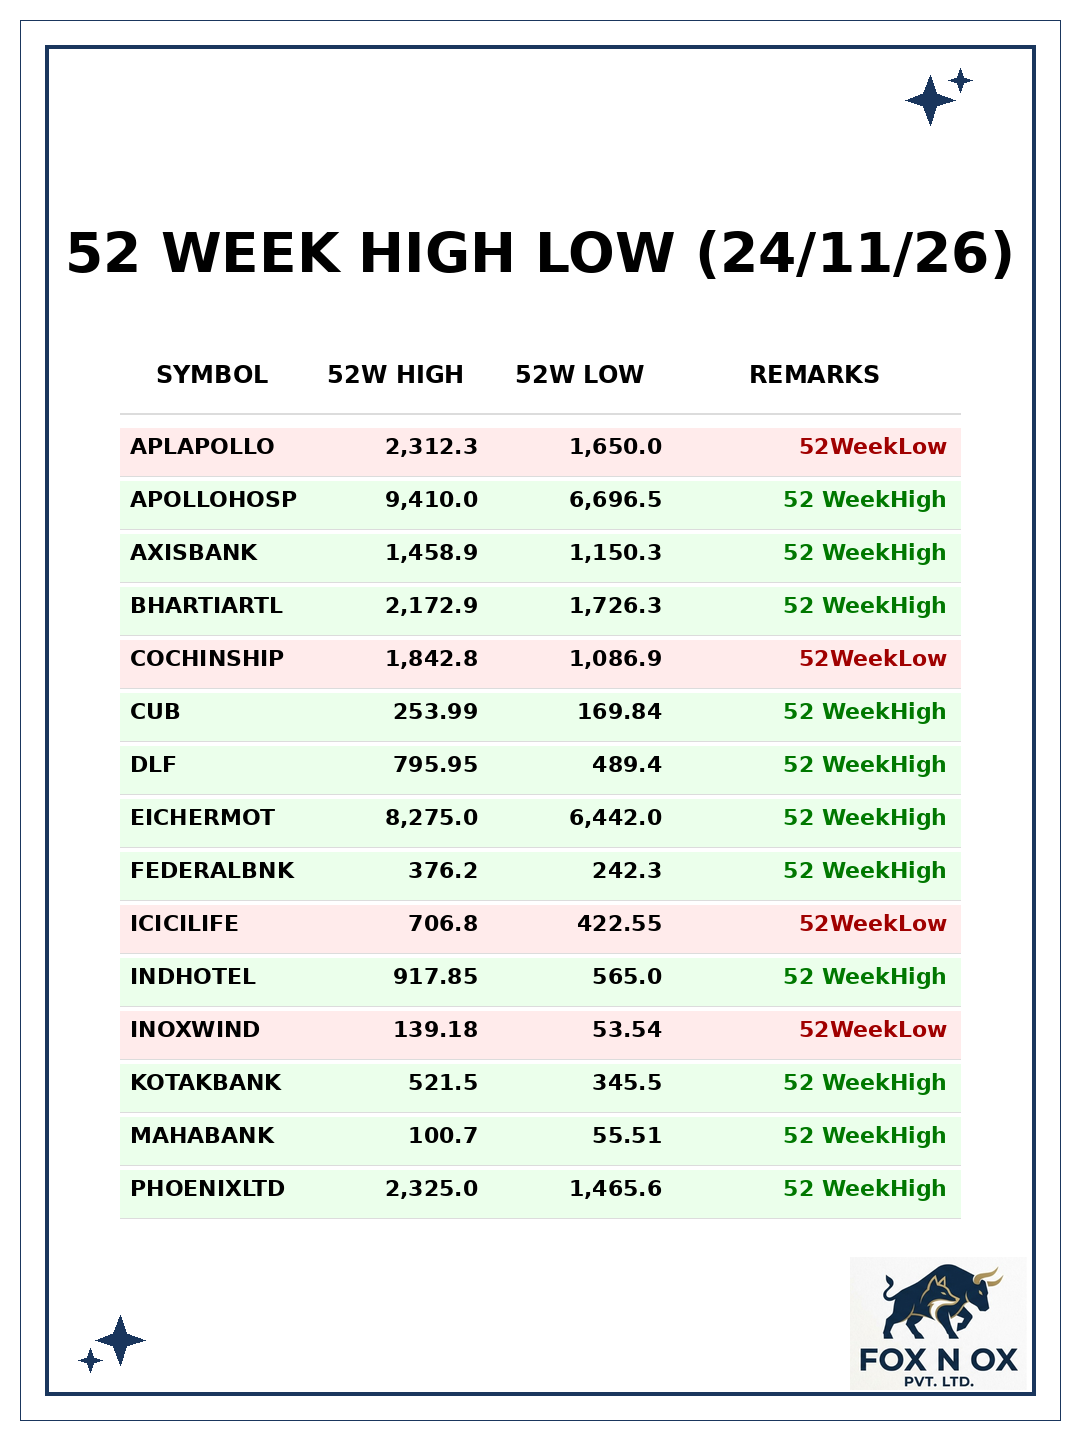 52 WEEK HIGH LOW (24/11/26)
SYMBOL 52W HIGH 52W LOW REMARKS
APLAPOLLO 2,312.3 1,650.0 52WeekLow
APOLLOHOSP 9,410.0 6,696.5 52 WeekHigh
AXISBANK 1,458.9 1,150.3 52 WeekHigh
BHARTIARTL 2,172.9 1,726.3 52 WeekHigh
COCHINSHIP 1,842.8 1,086.9 52WeekLow
CUB 253.99 169.84 52 WeekHigh
DLF 795.95 489.4 52 WeekHigh
EICHERMOT 8,275.0 6,442.0 52 WeekHigh
FEDERALBNK 376.2 242.3 52 WeekHigh
ICICILIFE 706.8 422.55 52WeekLow
INDHOTEL 917.85 565.0 52 WeekHigh
INOXWIND 139.18 53.54 52WeekLow
KOTAKBANK 521.5 345.5 52 WeekHigh
MAHABANK 100.7 55.51 52 WeekHigh
PHOENIXLTD 2,325.0 1,465.6 52 WeekHigh
FOX N OX
PVT. LTD.